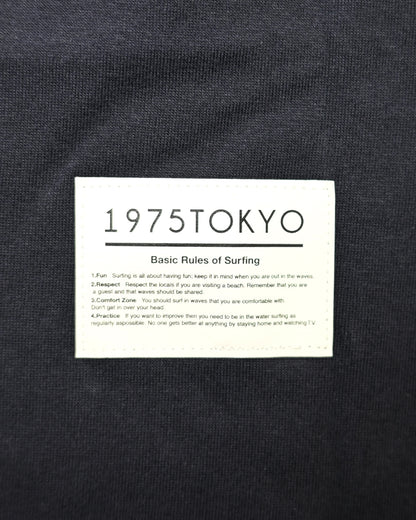 1975TOKYO
Basic Rules of Surfing
1.Fun Surfing is all about having fun; keep it in mind when you are out in the waves.
2.Respect Respect the locals if you are visiting a beach. Remember that you are
a guest and that waves should be shared.
3.Comfort Zone You should surf in waves that you are comfortable with.
Don't get in over your head.
4.Practice If you want to improve then you need to be in the water surfing as
regularly aspossible. No one gets better at anything by staying home and watching TV.